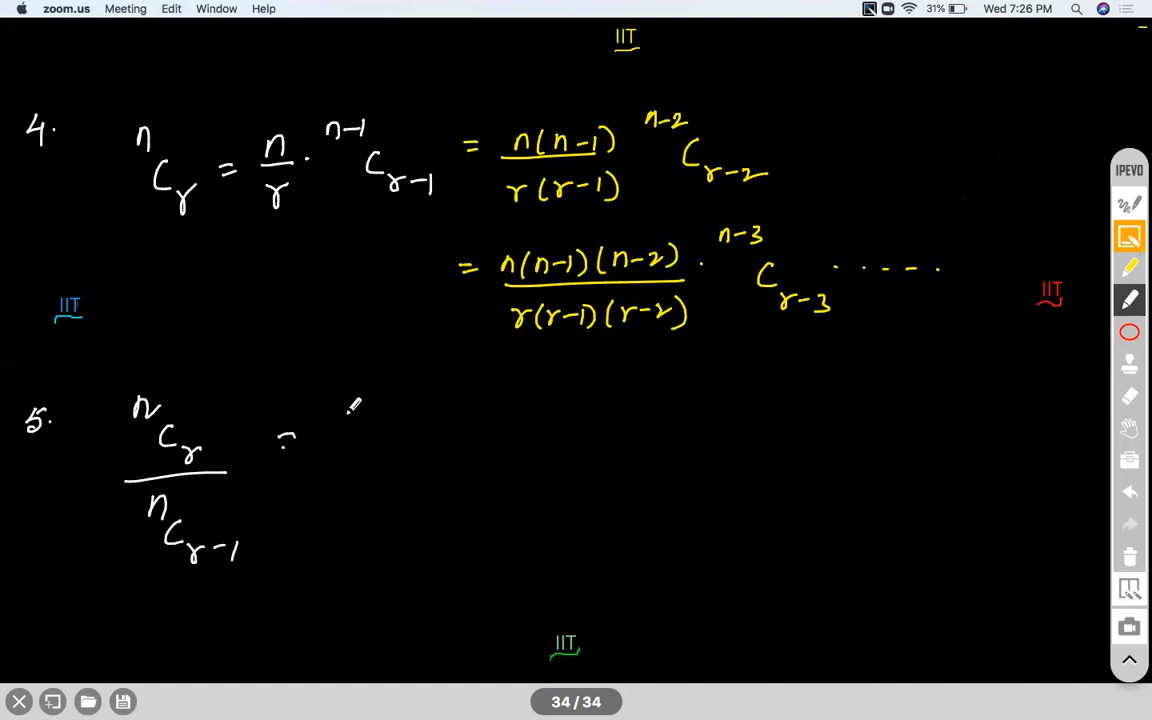 zoom.us Meeting Edit Window Help 31% Wed 7:26 PM
IIT
4. ⁿCᵣ = n/r · ⁿ⁻¹Cᵣ₋₁ = n(n-1)/r(r-1) ⁿ⁻²Cᵣ₋₂
= n(n-1)(n-2)/r(r-1)(r-2) · ⁿ⁻³Cᵣ₋₃ . . - - - .
IPEVO
IIT
IIT
5. ⁿCᵣ/ⁿCᵣ₋₁ =
IIT
34 / 34